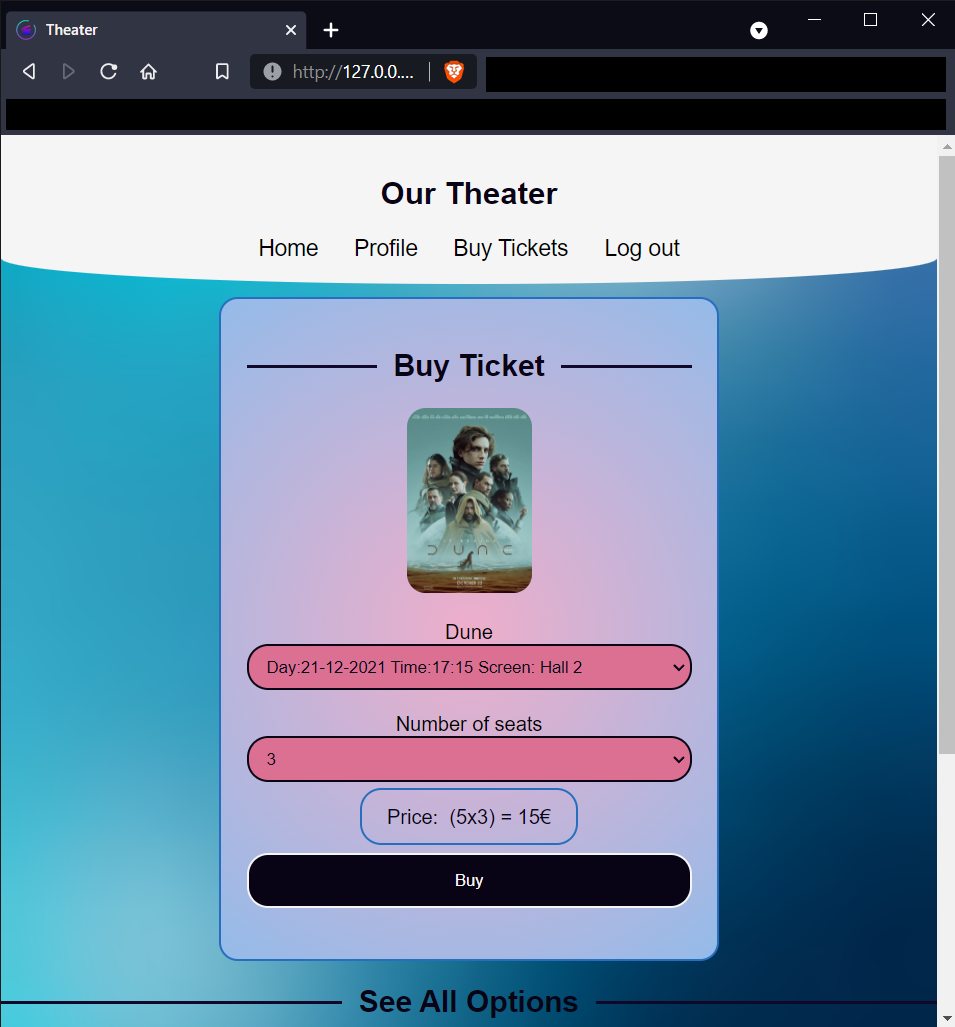 Theater
http://127.0.0....
Our Theater
Home Profile Buy Tickets Log out
Buy Ticket
DUNE
Dune
Day:21-12-2021 Time:17:15 Screen: Hall 2
Number of seats
3
Price: (5x3) = 15€
Buy
See All Options